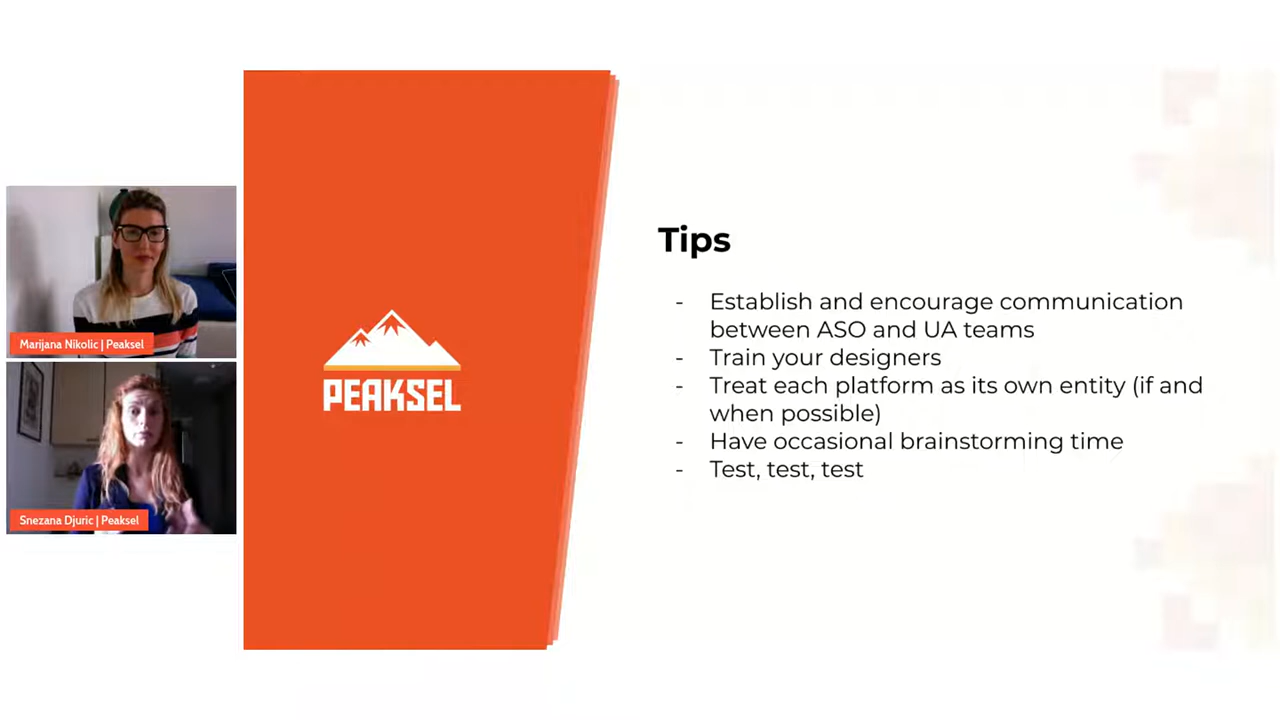 Marijana Nikolic | Peaksel
Snezana Djuric | Peaksel
PEAKSEL
Tips
- Establish and encourage communication
between ASO and UA teams
- Train your designers
- Treat each platform as its own entity (if and
when possible)
- Have occasional brainstorming time
- Test, test, test